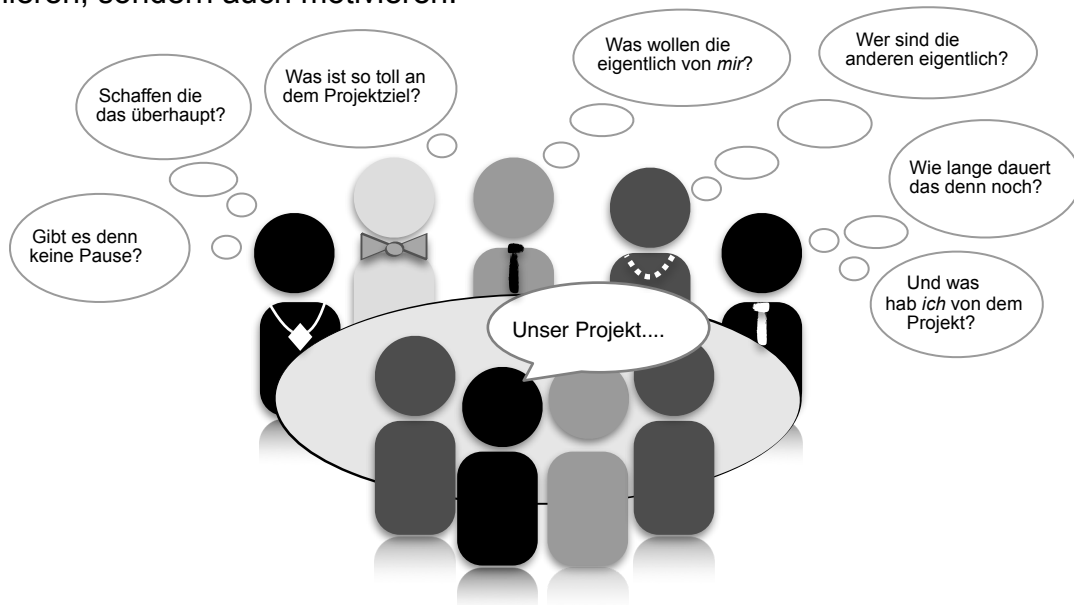 sondern auch motivieren.
Was ist so toll an
dem Projektziel?
Was wollen die
eigentlich von mir?
Wer sind die
anderen eigentlich?
Schaffen die
das überhaupt?
Wie lange dauert
das denn noch?
Gibt es denn
keine Pause?
Und was
hab ich von dem
Projekt?
Unser Projekt....